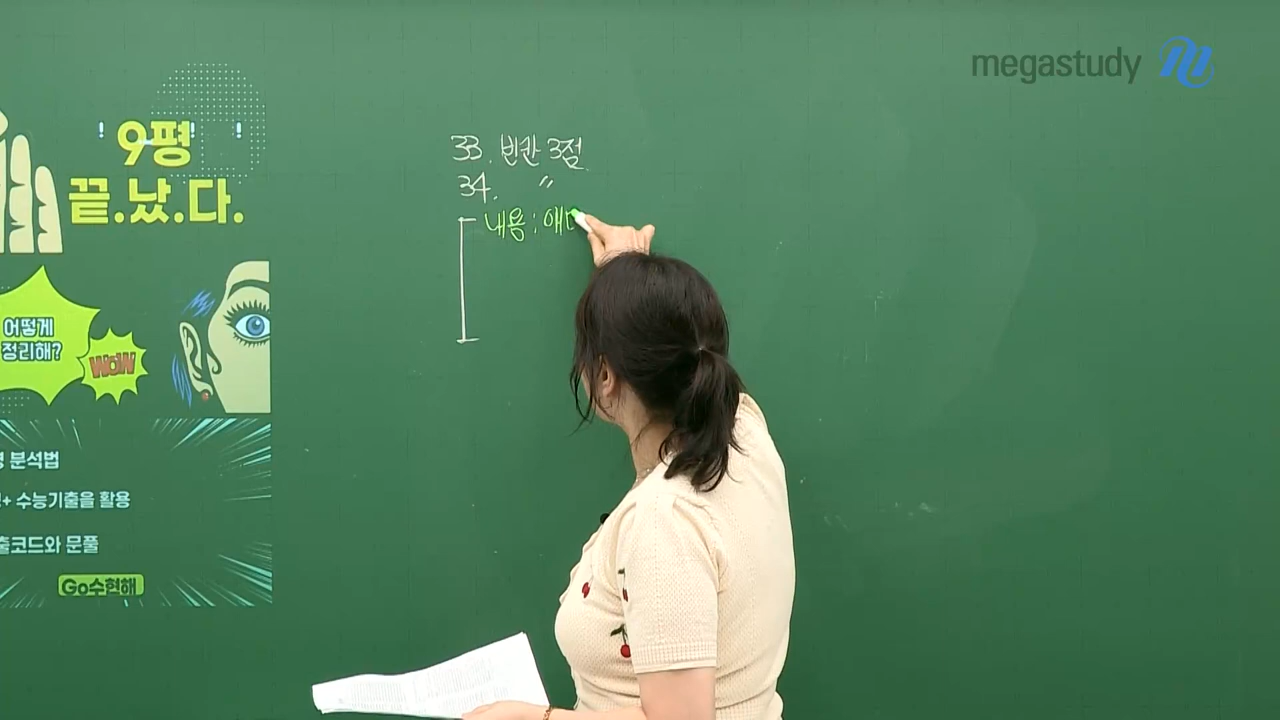 megastudy
9평
끝.났.다.
어떻게
정리해?
WOW
분석법
수능기출을 활용
출코드와 문풀
Go수현해
33. 빈칸 3점
34. 〃
내용 :